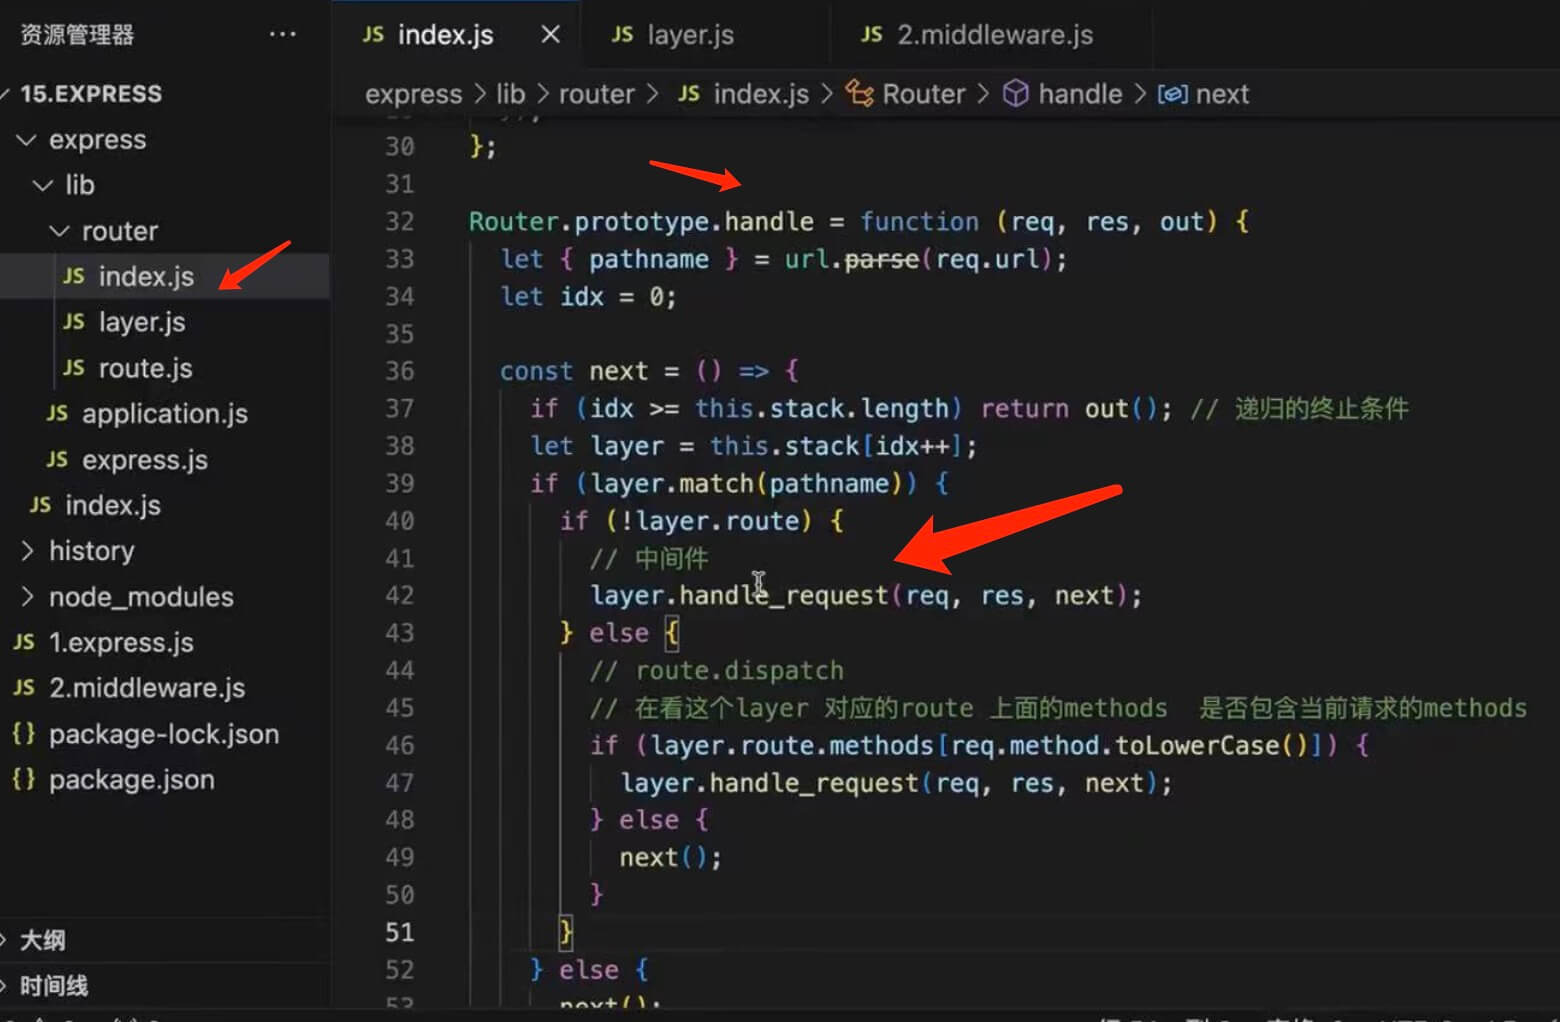 资源管理器
15.EXPRESS
express
lib
router
JS index.js
JS layer.js
JS route.js
JS application.js
JS express.js
JS index.js
history
node_modules
JS 1.express.js
JS 2.middleware.js
{} package-lock.json
{} package.json
大纲
时间线
JS index.js
JS layer.js
JS 2.middleware.js
express > lib > router > JS index.js > Router > handle > next
30 };
31
32 Router.prototype.handle = function (req, res, out) {
33 let { pathname } = url.parse(req.url);
34 let idx = 0;
35
36 const next = () => {
37 if (idx >= this.stack.length) return out(); // 递归的终止条件
38 let layer = this.stack[idx++];
39 if (layer.match(pathname)) {
40 if (!layer.route) {
41 // 中间件
42 layer.handle_request(req, res, next);
43 } else {
44 // route.dispatch
45 // 在看这个layer 对应的route 上面的methods 是否包含当前请求的methods
46 if (layer.route.methods[req.method.toLowerCase()]) {
47 layer.handle_request(req, res, next);
48 } else {
49 next();
50 }
51 }
52 } else {
53 next();